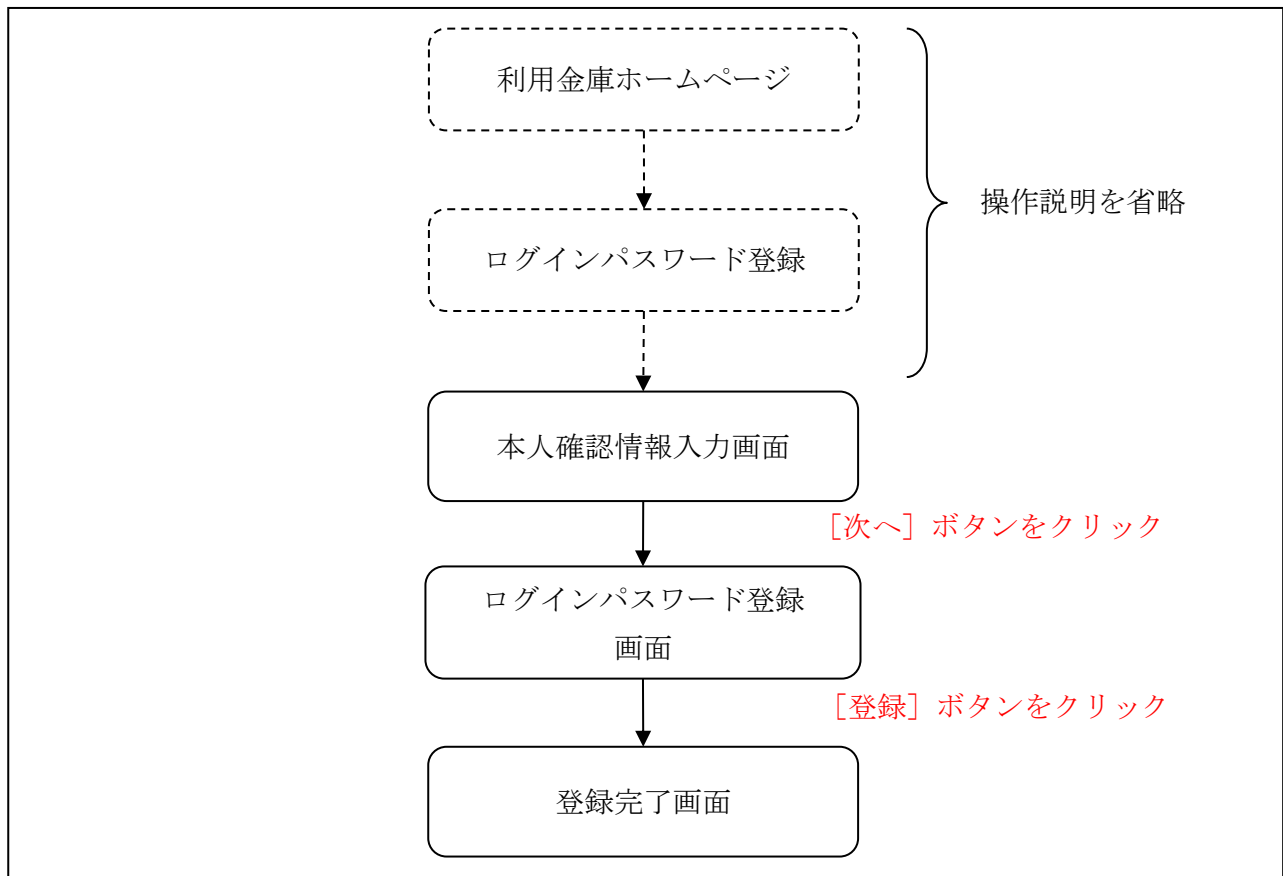 利用金庫ホームページ
操作説明を省略
ログインパスワード登録
本人確認情報入力画面
［次へ］ボタンをクリック
ログインパスワード登録
画面
［登録］ボタンをクリック
登録完了画面